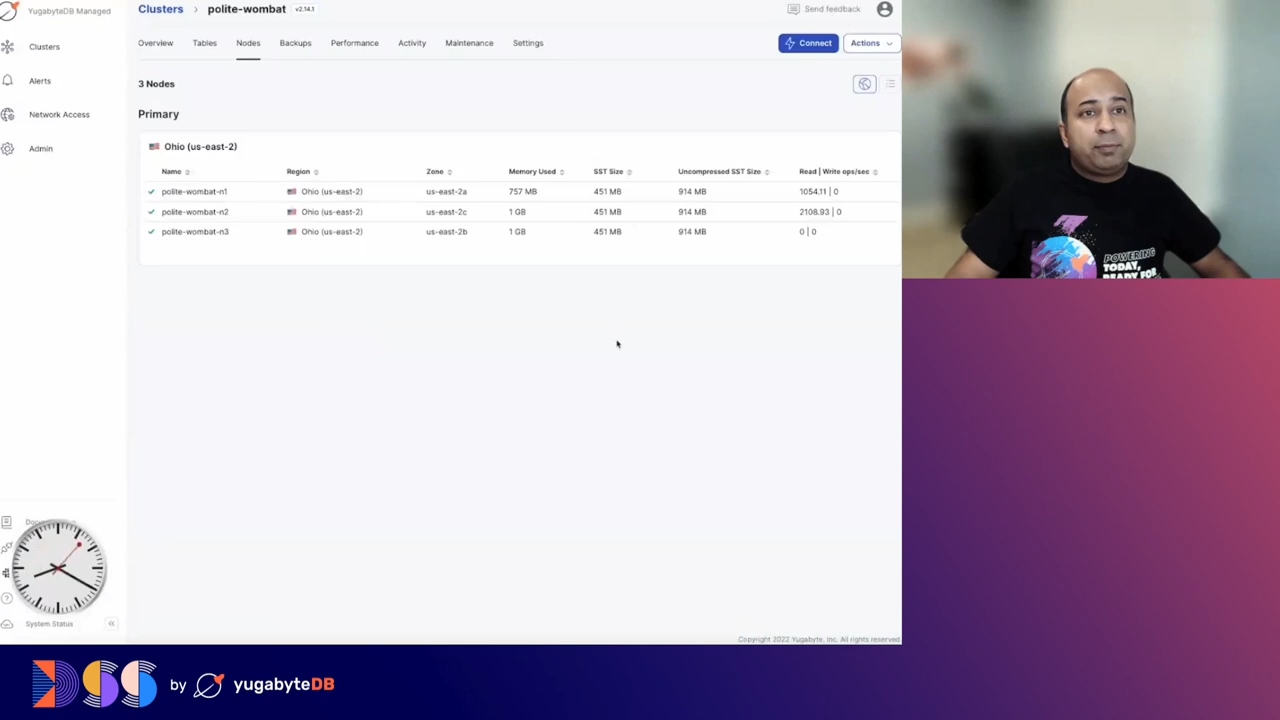 YugabyteDB Managed
Clusters > polite-wombat v2.14.1
Send feedback
Clusters
Alerts
Network Access
Admin
Overview Tables Nodes Backups Performance Activity Maintenance Settings
Connect Actions
3 Nodes
Primary
Ohio (us-east-2)
Name Region Zone Memory Used SST Size Uncompressed SST Size Read | Write ops/sec
polite-wombat-n1 Ohio (us-east-2) us-east-2a 757 MB 451 MB 914 MB 1054.11 | 0
polite-wombat-n2 Ohio (us-east-2) us-east-2c 1 GB 451 MB 914 MB 2108.93 | 0
polite-wombat-n3 Ohio (us-east-2) us-east-2b 1 GB 451 MB 914 MB 0 | 0
POWERING
TODAY,
READY FOR
System Status
Copyright 2022 Yugabyte, Inc. All rights reserved
DSS by yugabyteDB